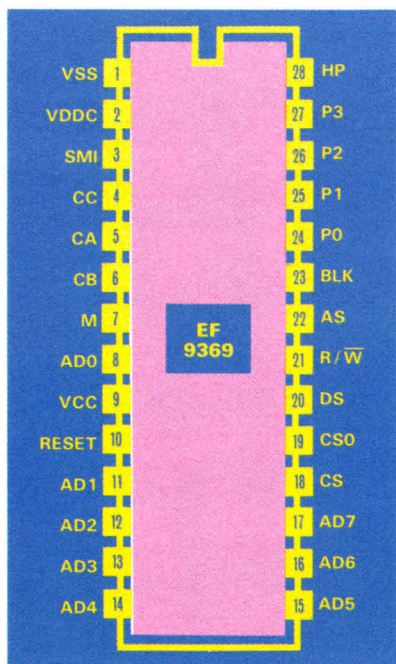 VSS 1 28 HP
VDDC 2 27 P3
SMI 3 26 P2
CC 4 25 P1
CA 5 24 P0
CB 6 23 BLK
M 7 22 AS
EF
9369
AD0 8 21 R/W̅
VCC 9 20 DS
RESET 10 19 CS0
AD1 11 18 CS
AD2 12 17 AD7
AD3 13 16 AD6
AD4 14 15 AD5